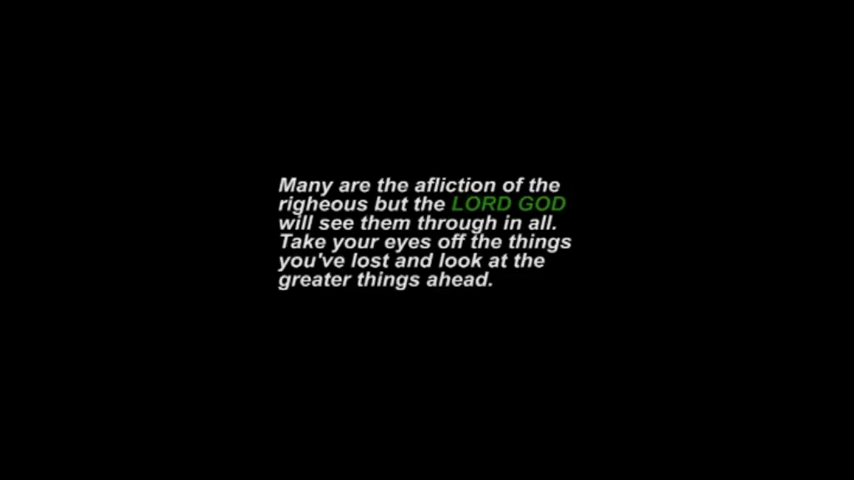 Many are the afliction of the
righeous but the LORD GOD
will see them through in all.
Take your eyes off the things
you've lost and look at the
greater things ahead.